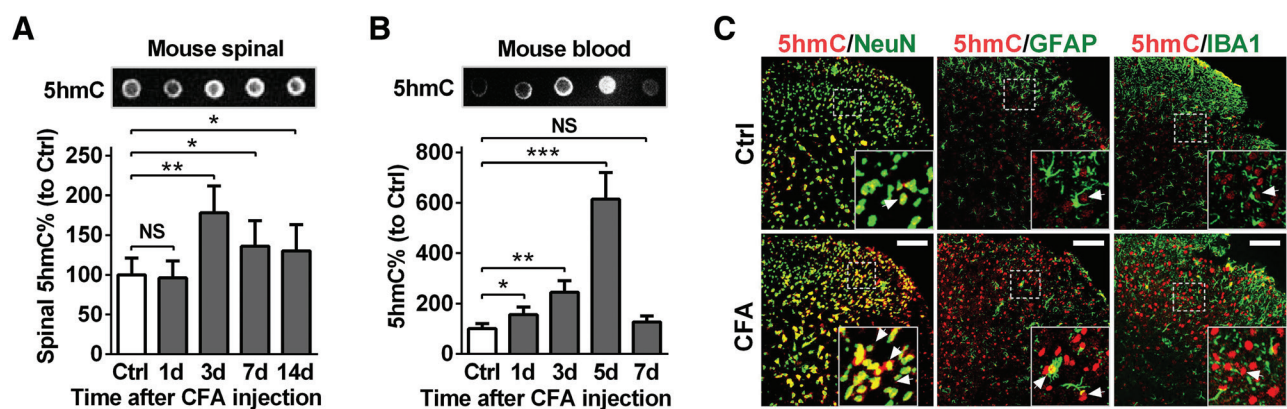 A
Mouse spinal
5hmC
Spinal 5hmC% (to Ctrl)
250
200
150
100
50
0
*
*
**
NS
Ctrl 1d 3d 7d 14d
Time after CFA injection
B
Mouse blood
5hmC
5hmC% (to Ctrl)
800
600
400
200
0
NS
***
**
*
Ctrl 1d 3d 5d 7d
Time after CFA injection
C
5hmC/NeuN 5hmC/GFAP 5hmC/IBA1
Ctrl
CFA